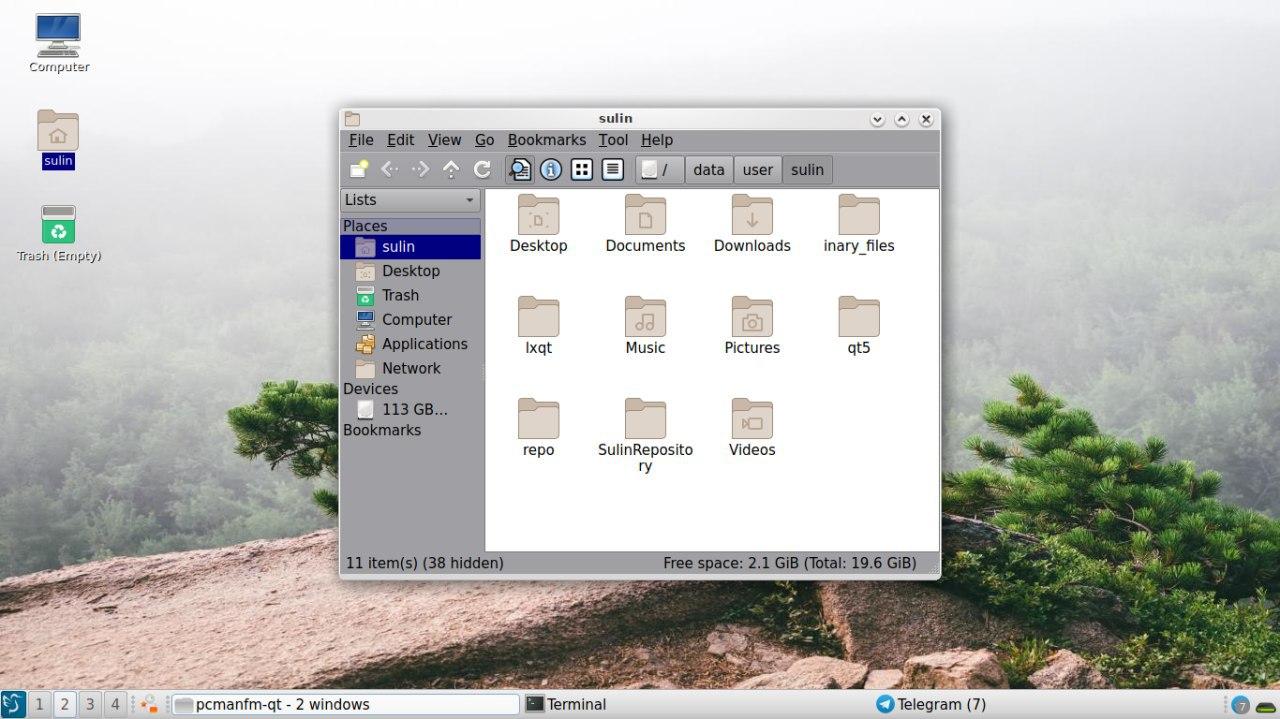 Computer
sulin
Trash (Empty)
sulin
File Edit View Go Bookmarks Tool Help
/ data user sulin
Lists
Places
sulin
Desktop
Trash
Computer
Applications
Network
Devices
113 GB...
Bookmarks
Desktop Documents Downloads inary_files
lxqt Music Pictures qt5
repo SulinReposito
ry Videos
11 item(s) (38 hidden) Free space: 2.1 GiB (Total: 19.6 GiB)
1 2 3 4 pcmanfm-qt - 2 windows Terminal Telegram (7) 7